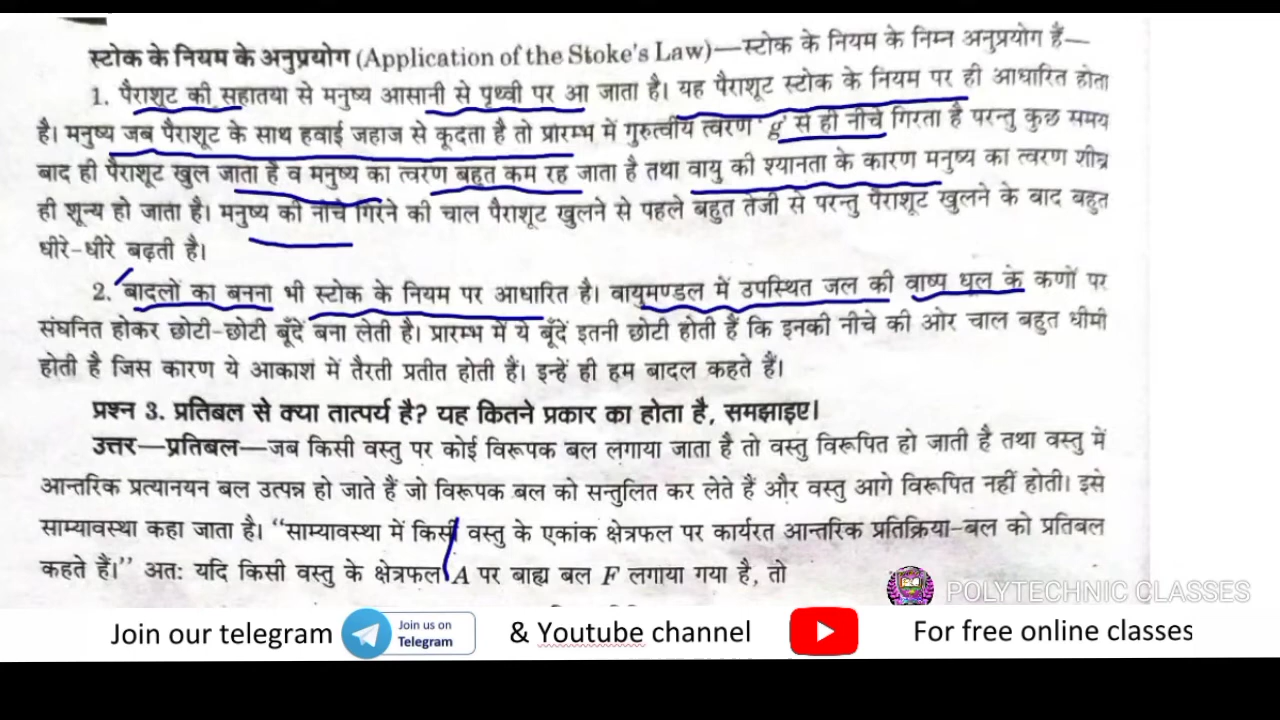 स्टोक के नियम के अनुप्रयोग (Application of the Stoke's Law)—स्टोक के नियम के निम्न अनुप्रयोग हैं—
1. पैराशूट की सहातया से मनुष्य आसानी से पृथ्वी पर आ जाता है। यह पैराशूट स्टोक के नियम पर ही आधारित होता
है। मनुष्य जब पैराशूट के साथ हवाई जहाज से कूदता है तो प्रारम्भ में गुरुत्वीय त्वरण 'g' से ही नीचे गिरता है परन्तु कुछ समय
बाद ही पैराशूट खुल जाता है व मनुष्य का त्वरण बहुत कम रह जाता है तथा वायु की श्यानता के कारण मनुष्य का त्वरण शीघ्र
ही शून्य हो जाता है। मनुष्य की नीचे गिरने की चाल पैराशूट खुलने से पहले बहुत तेजी से परन्तु पैराशूट खुलने के बाद बहुत
धीरे-धीरे बढ़ती है।
2. बादलों का बनना भी स्टोक के नियम पर आधारित है। वायुमण्डल में उपस्थित जल की वाष्प धूल के कणों पर
संघनित होकर छोटी-छोटी बूँदें बना लेती है। प्रारम्भ में ये बूँदें इतनी छोटी होती हैं कि इनकी नीचे की ओर चाल बहुत धीमी
होती है जिस कारण ये आकाश में तैरती प्रतीत होती हैं। इन्हें ही हम बादल कहते हैं।
प्रश्न 3. प्रतिबल से क्या तात्पर्य है? यह कितने प्रकार का होता है, समझाइए।
उत्तर—प्रतिबल—जब किसी वस्तु पर कोई विरूपक बल लगाया जाता है तो वस्तु विरूपित हो जाती है तथा वस्तु में
आन्तरिक प्रत्यानयन बल उत्पन्न हो जाते हैं जो विरूपक बल को सन्तुलित कर लेते हैं और वस्तु आगे विरूपित नहीं होती। इसे
साम्यावस्था कहा जाता है। "साम्यावस्था में किसी वस्तु के एकांक क्षेत्रफल पर कार्यरत आन्तरिक प्रतिक्रिया-बल को प्रतिबल
कहते हैं।" अतः यदि किसी वस्तु के क्षेत्रफल A पर बाह्य बल F लगाया गया है, तो
POLYTECHNIC CLASSES
Join our telegram Join us on Telegram & Youtube channel For free online classes